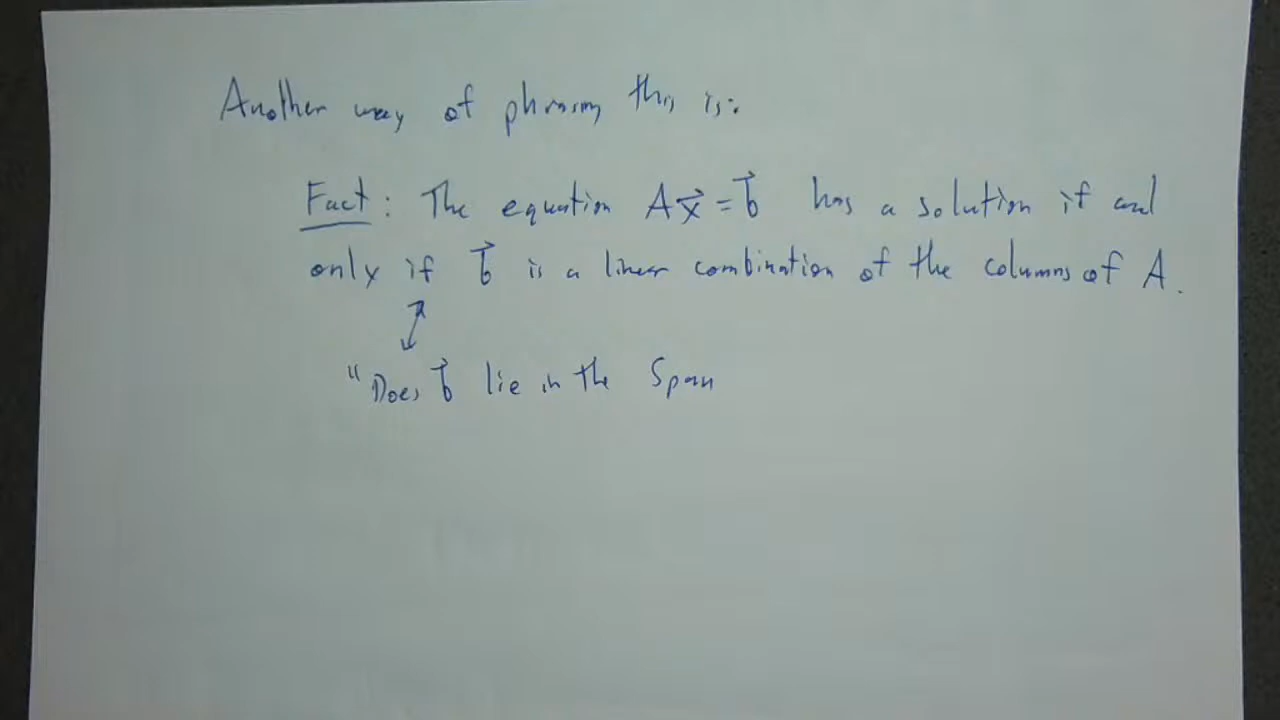 Another way of phrasing this is:
Fact: The equation Ax⃗ = b⃗ has a solution if and
only if b⃗ is a linear combination of the columns of A.
"Does b⃗ lie in the Span